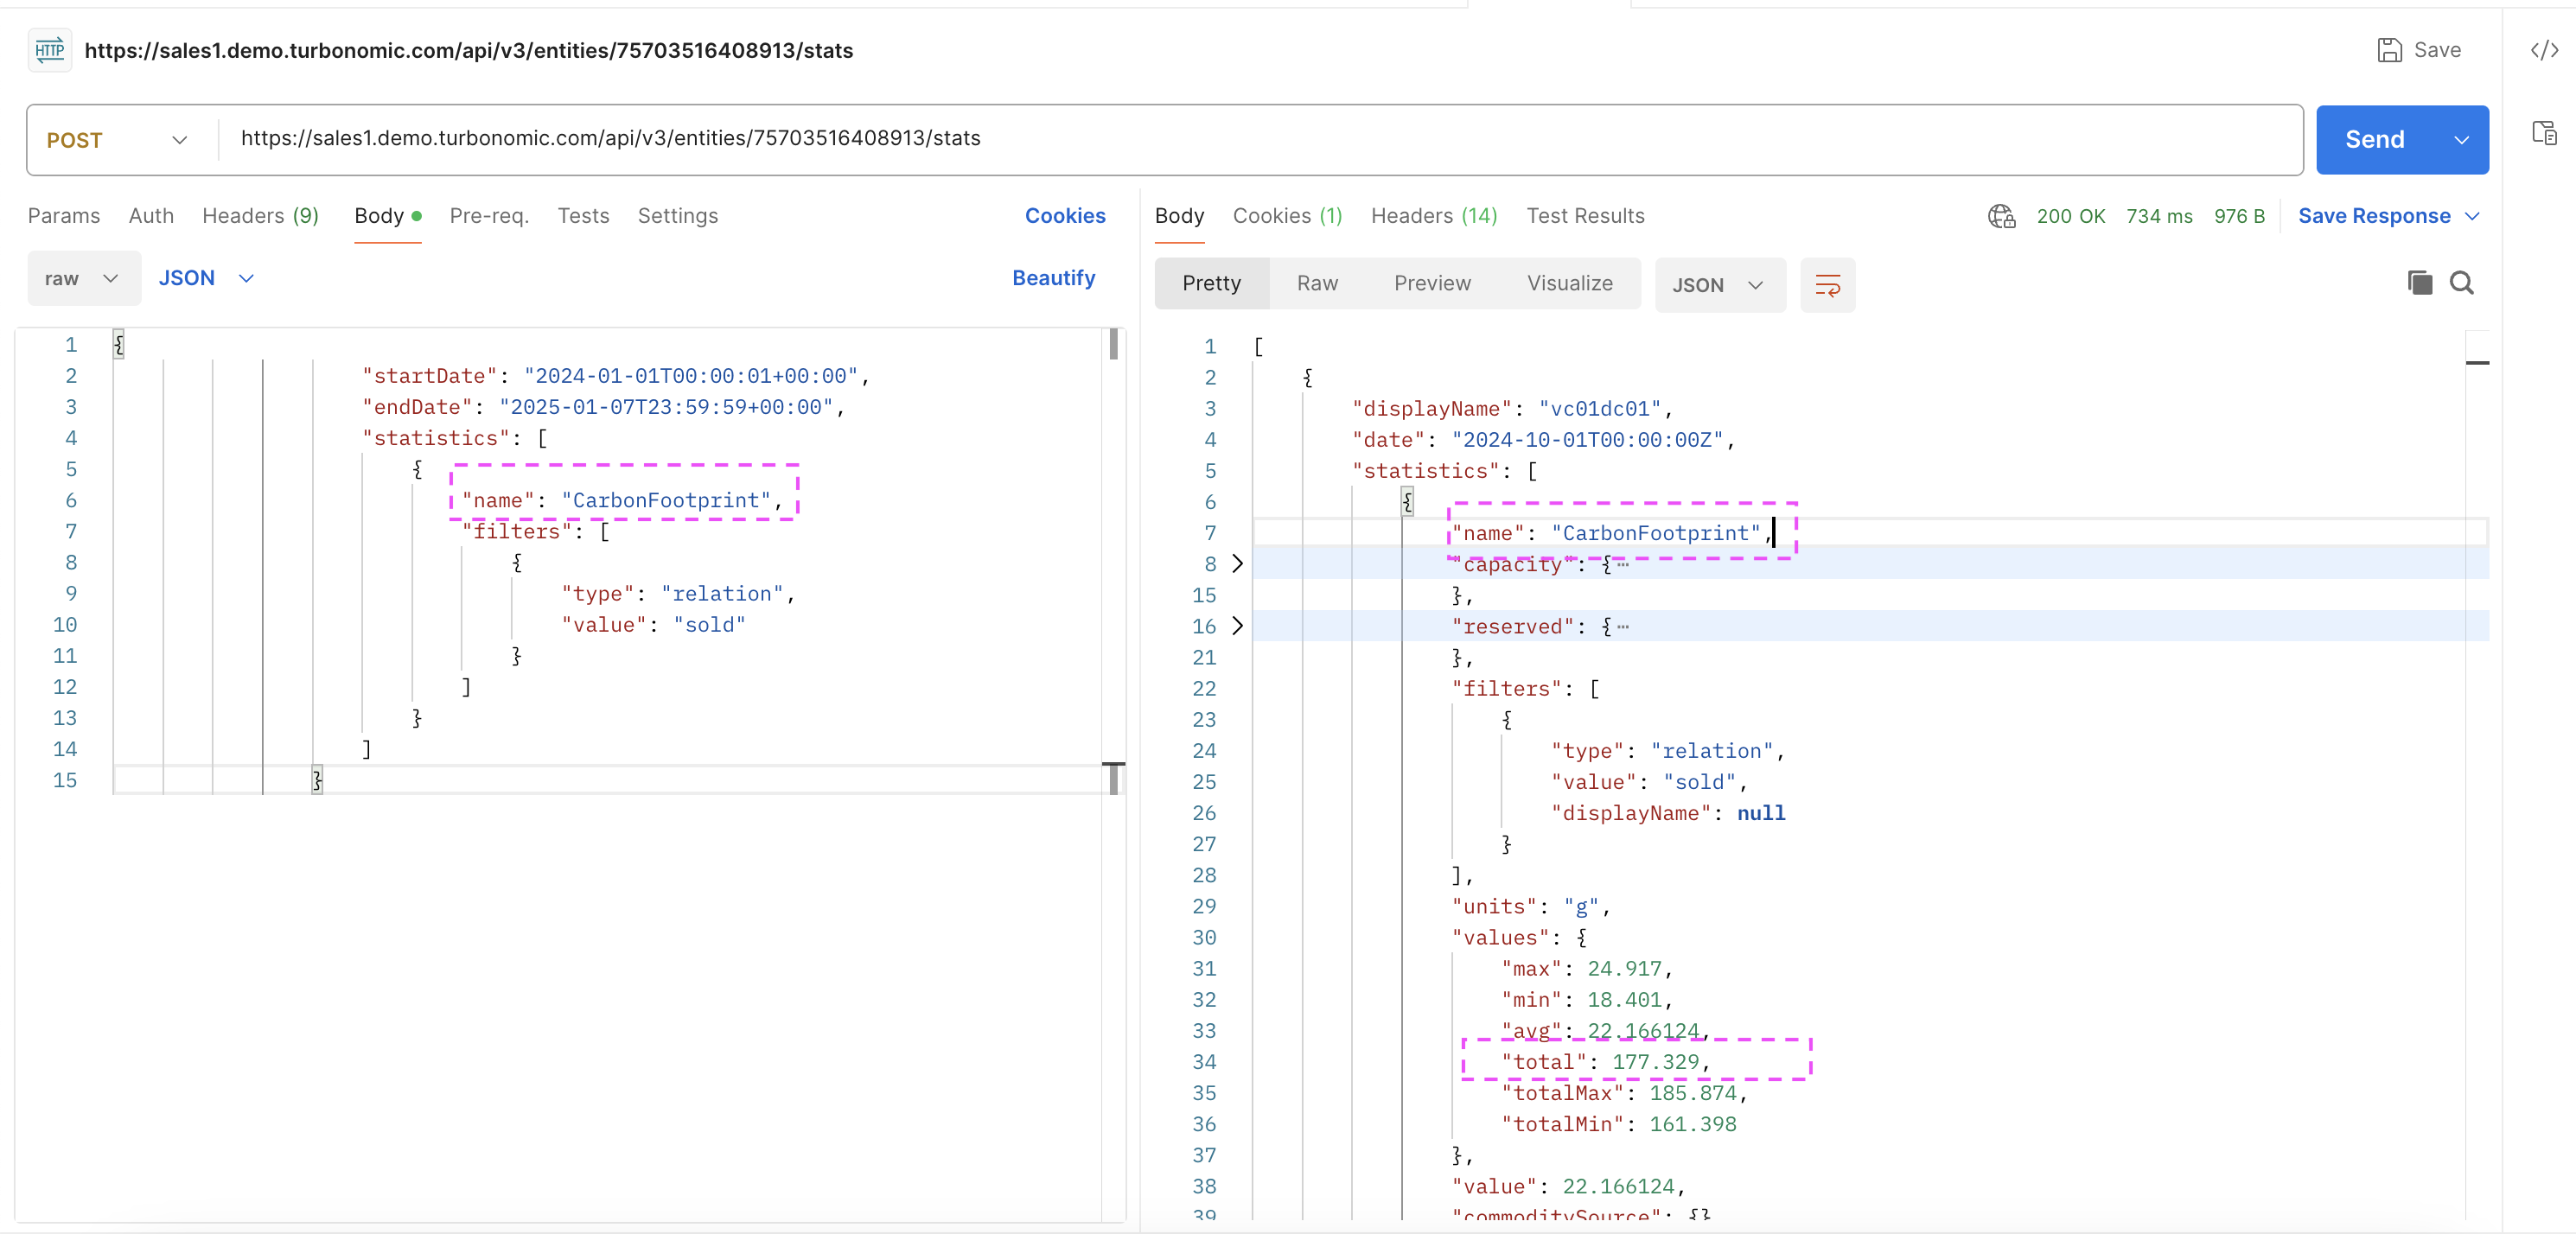 HTTP https://sales1.demo.turbonomic.com/api/v3/entities/75703516408913/stats
Save
POST https://sales1.demo.turbonomic.com/api/v3/entities/75703516408913/stats
Send
Params Auth Headers (9) Body Pre-req. Tests Settings Cookies
raw JSON Beautify
1 {
2 "startDate": "2024-01-01T00:00:01+00:00",
3 "endDate": "2025-01-07T23:59:59+00:00",
4 "statistics": [
5 {
6 "name": "CarbonFootprint",
7 "filters": [
8 {
9 "type": "relation",
10 "value": "sold"
11 }
12 ]
13 }
14 ]
15 }
Body Cookies (1) Headers (14) Test Results 200 OK 734 ms 976 B Save Response
Pretty Raw Preview Visualize JSON
1 [
2 {
3 "displayName": "vc01dc01",
4 "date": "2024-10-01T00:00:00Z",
5 "statistics": [
6 {
7 "name": "CarbonFootprint",
8 "capacity": {…
15 },
16 "reserved": {…
21 },
22 "filters": [
23 {
24 "type": "relation",
25 "value": "sold",
26 "displayName": null
27 }
28 ],
29 "units": "g",
30 "values": {
31 "max": 24.917,
32 "min": 18.401,
33 "avg": 22.166124,
34 "total": 177.329,
35 "totalMax": 185.874,
36 "totalMin": 161.398
37 },
38 "value": 22.166124,
39 "commoditySource": {}